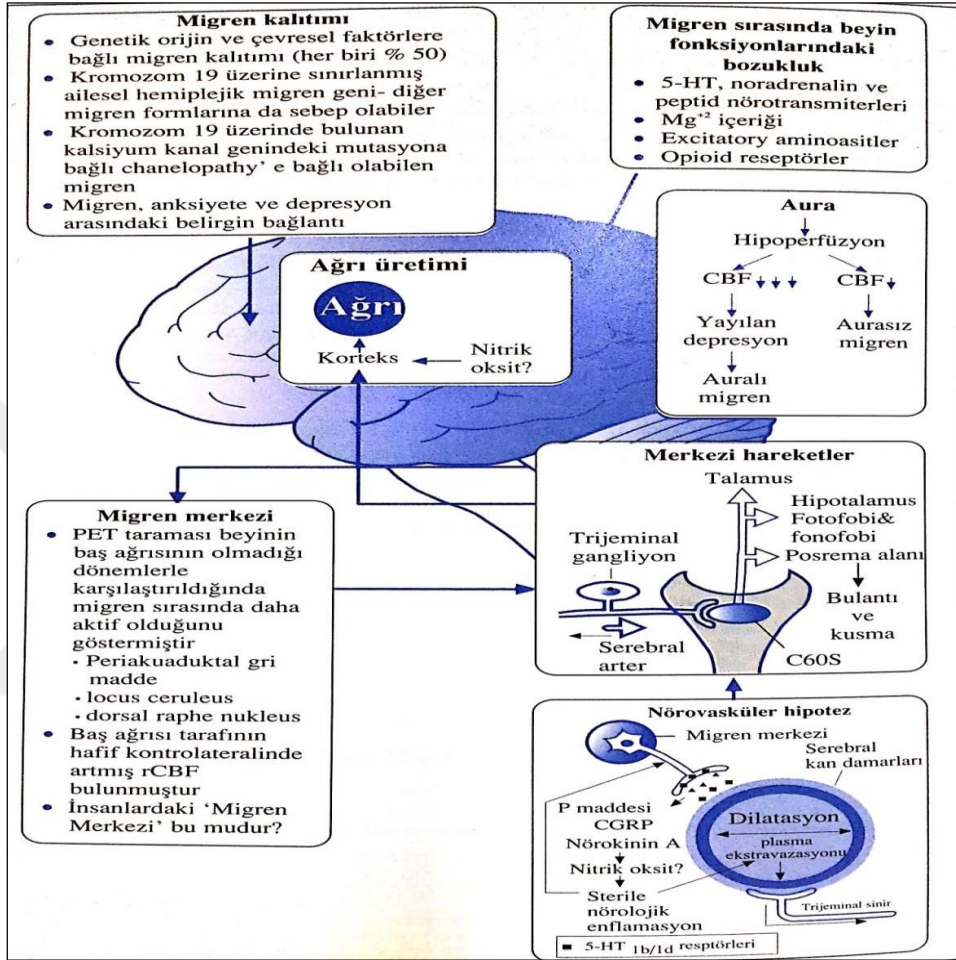 Migren kalıtımı
• Genetik orijin ve çevresel faktörlere
bağlı migren kalıtımı (her biri % 50)
• Kromozom 19 üzerine sınırlanmış
ailesel hemiplejik migren geni- diğer
migren formlarına da sebep olabiler
• Kromozom 19 üzerinde bulunan
kalsiyum kanal genindeki mutasyona
bağlı chanelopathy' e bağlı olabilen
migren
• Migren, anksiyete ve depresyon
arasındaki belirgin bağlantı
Migren sırasında beyin
fonksiyonlarındaki
bozukluk
• 5-HT, noradrenalin ve
peptid nörotransmiterleri
• Mg+2 içeriği
• Excitatory aminoasitler
• Opioid reseptörler
Aura
Hipoperfüzyon
CBF
CBF
Yayılan
depresyon
Aurasız
migren
Auralı
migren
Ağrı üretimi
Ağrı
Korteks
Nitrik
oksit?
Merkezi hareketler
Talamus
Hipotalamus
Fotofobi&
fonofobi
Posrema alanı
Bulantı
ve
kusma
Trijeminal
gangliyon
Serebral
arter
C60S
Migren merkezi
• PET taraması beyinin
baş ağrısının olmadığı
dönemlerle
karşılaştırıldığında
migren sırasında daha
aktif olduğunu
göstermiştir
· Periakuaduktal gri
madde
· locus ceruleus
· dorsal raphe nukleus
• Baş ağrısı tarafının
hafif kontrolateralinde
artmış rCBF
bulunmuştur
• İnsanlardaki 'Migren
Merkezi' bu mudur?
Nörovasküler hipotez
Migren merkezi
Serebral
kan damarları
P maddesi
CGRP
Nörokinin A
Nitrik oksit?
Sterile
nörolojik
enflamasyon
Dilatasyon
plasma
ekstravazasyonu
Trijeminal sinir
■ 5-HT 1b/1d resptörleri